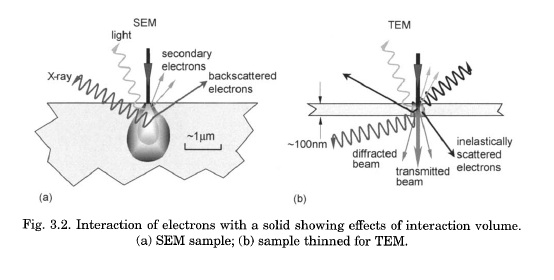 SEM
light
secondary
electrons
X-ray
backscattered
electrons
~1μm
(a)
TEM
~100nm
diffracted
beam
transmitted
beam
inelastically
scattered
electrons
(b)
Fig. 3.2. Interaction of electrons with a solid showing effects of interaction volume.
(a) SEM sample; (b) sample thinned for TEM.